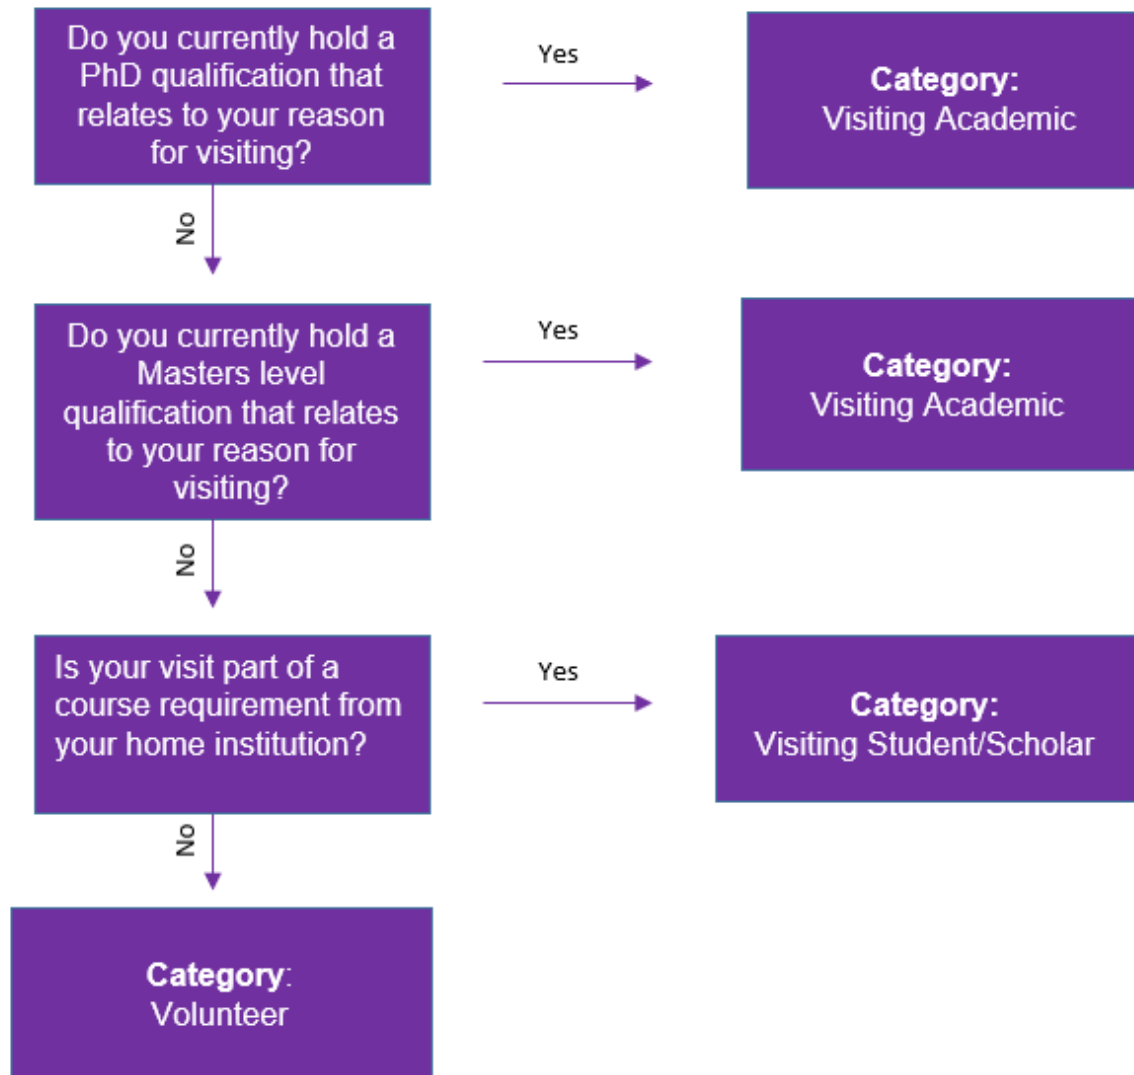 Do you currently hold a
PhD qualification that
relates to your reason
for visiting?
Yes
Category:
Visiting Academic
No
Do you currently hold a
Masters level
qualification that relates
to your reason for
visiting?
Yes
Category:
Visiting Academic
No
Is your visit part of a
course requirement from
your home institution?
Yes
Category:
Visiting Student/Scholar
No
Category:
Volunteer